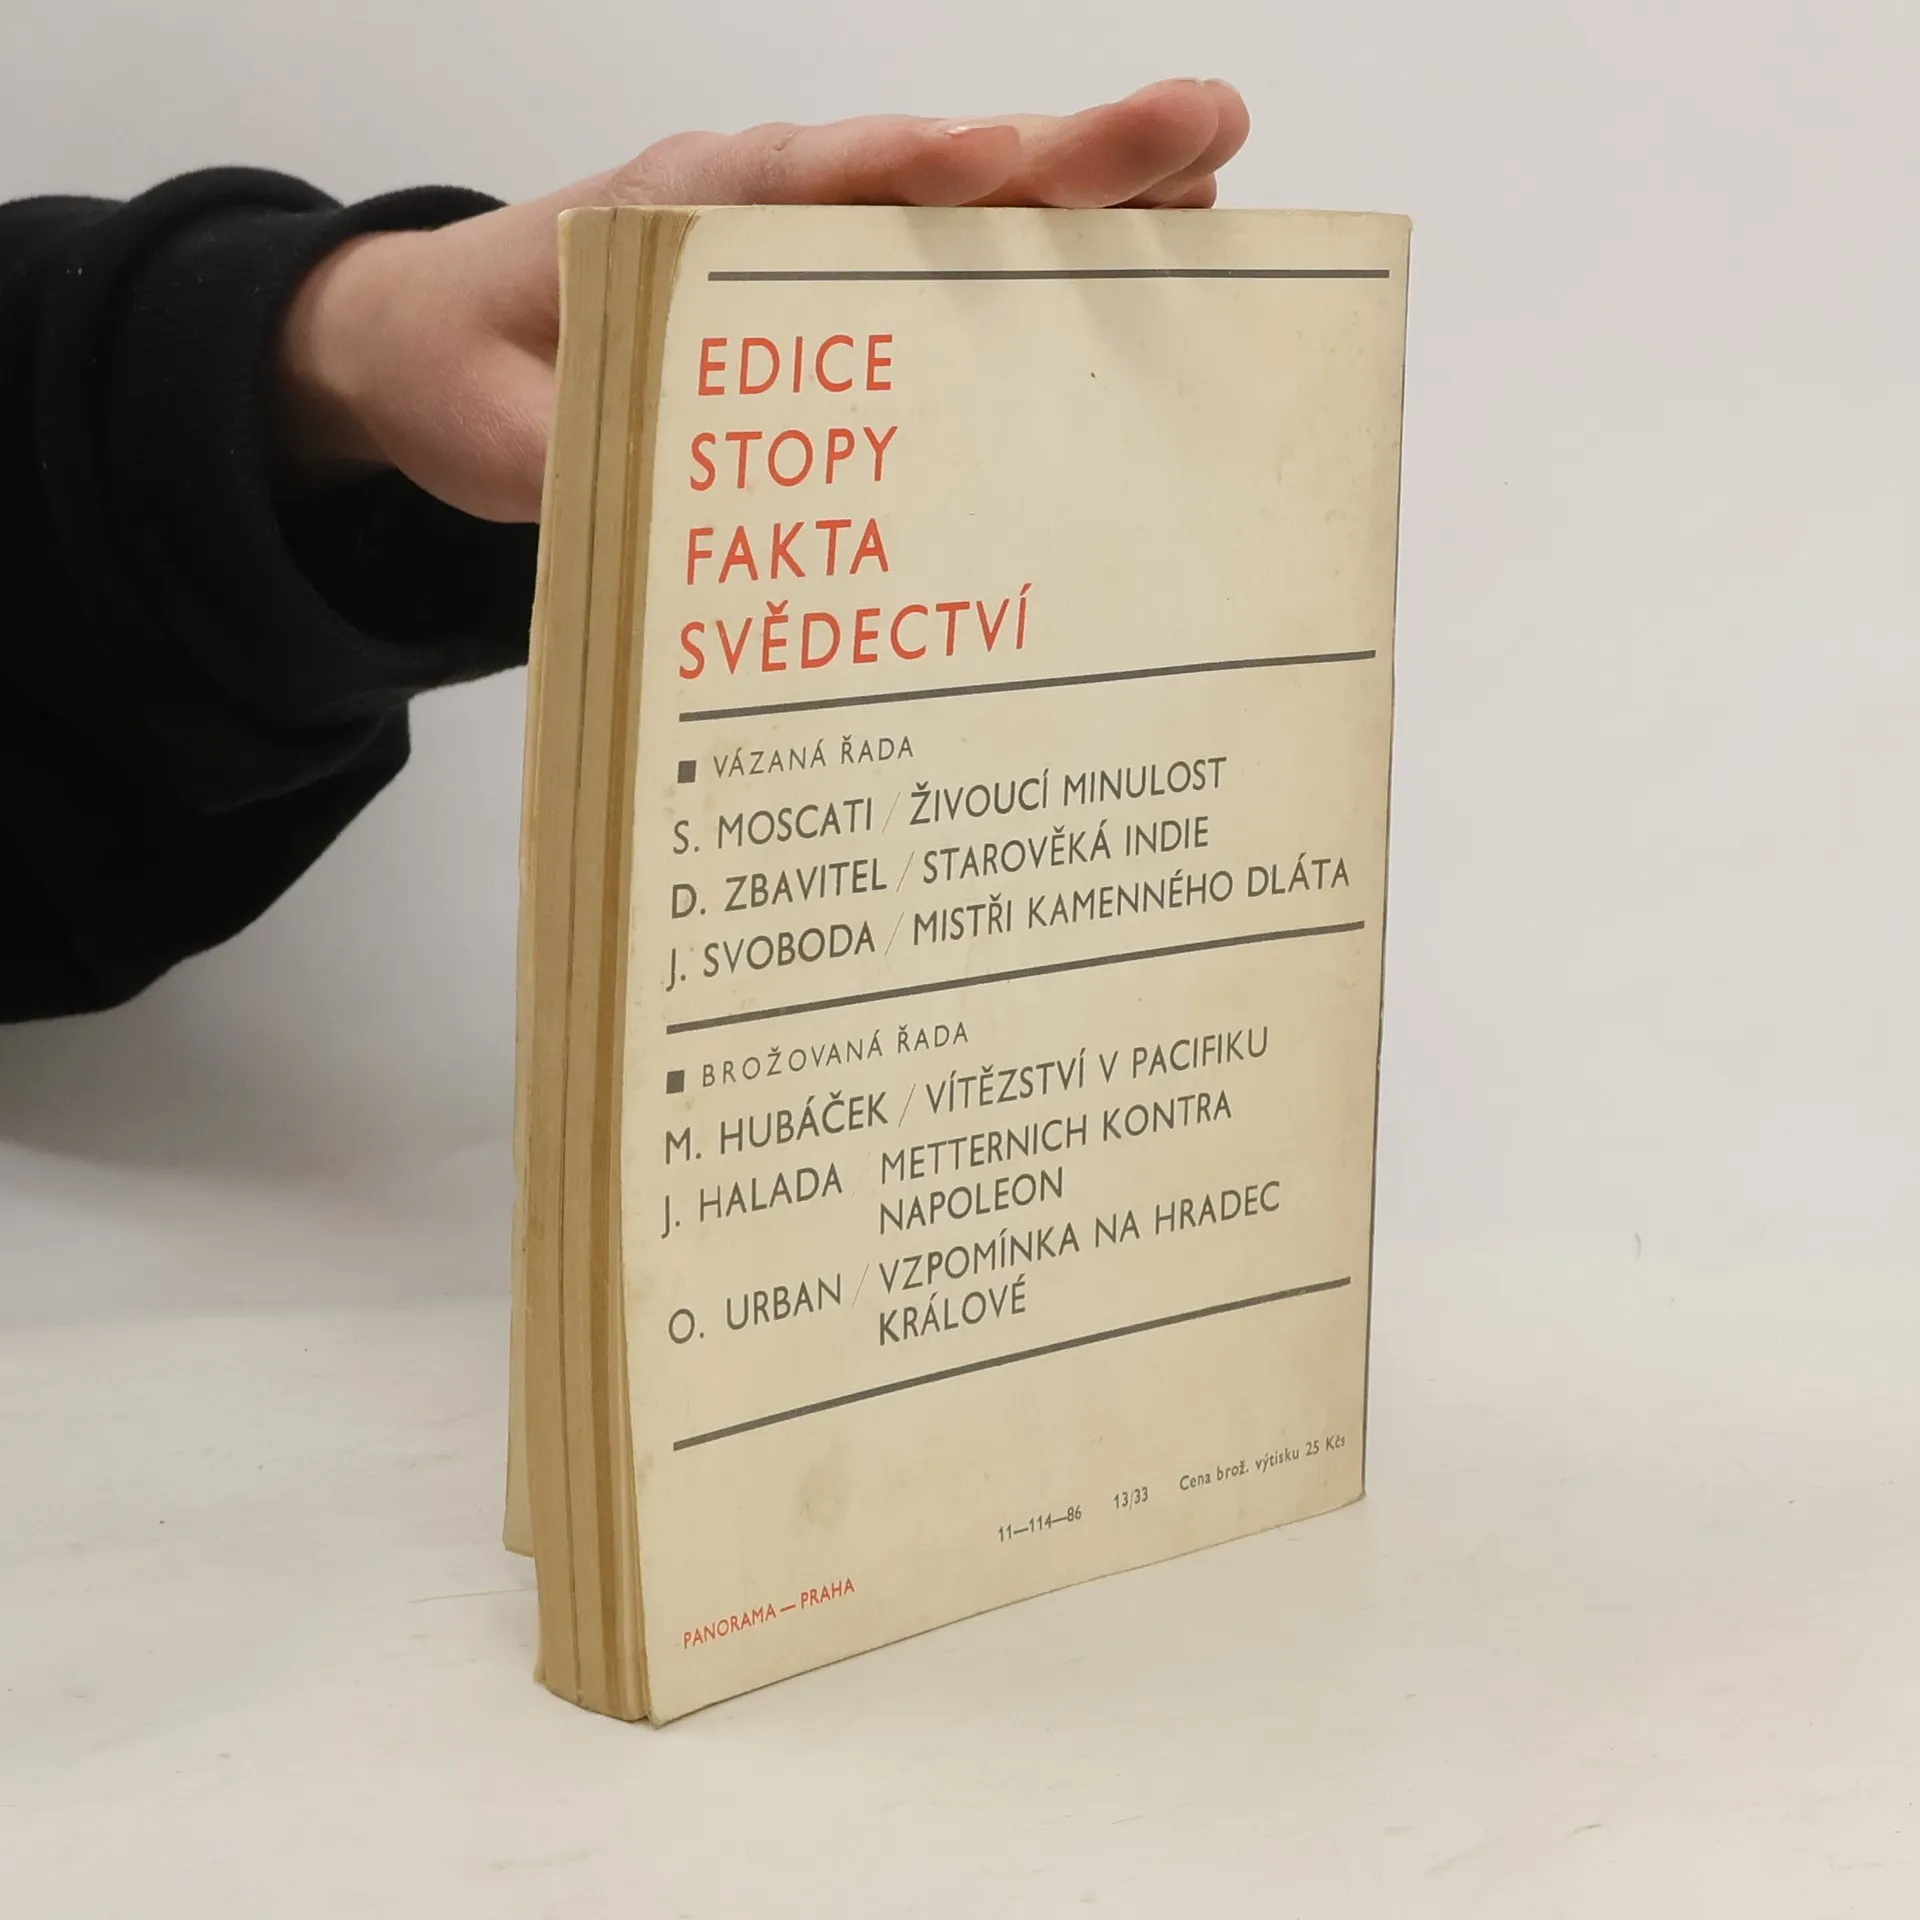 EDICE
STOPY
FAKTA
SVĚDECTVÍ
■ VÁZANÁ ŘADA
S. MOSCATI / ŽIVOUCÍ MINULOST
D. ZBAVITEL / STAROVĚKÁ INDIE
J. SVOBODA / MISTŘI KAMENNÉHO DLÁTA
■ BROŽOVANÁ ŘADA
M. HUBÁČEK / VÍTĚZSTVÍ V PACIFIKU
J. HALADA METTERNICH KONTRA
NAPOLEON
O. URBAN / VZPOMÍNKA NA HRADEC
KRÁLOVÉ
11—114—86 13/33 Cena brož. výtisku 25 Kčs
PANORAMA — PRAHA